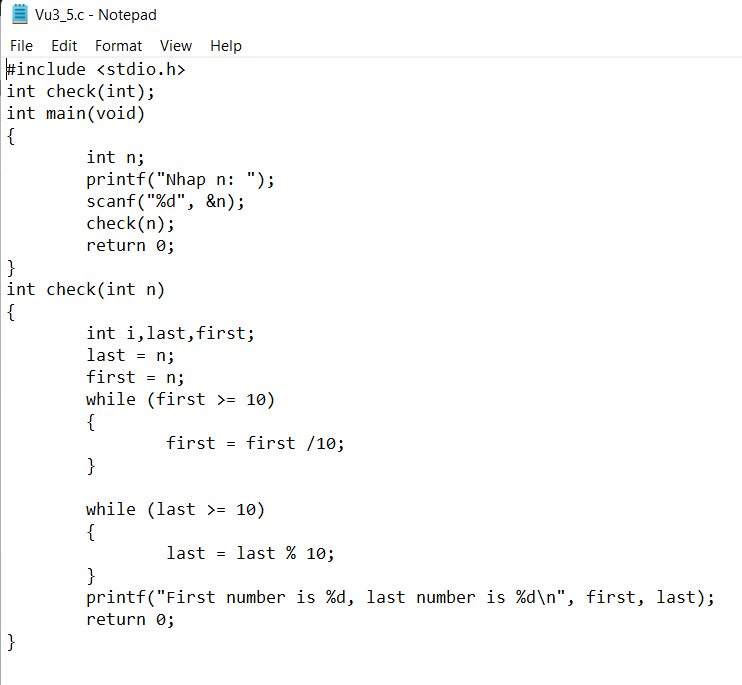 Vu3_5.c - Notepad
File Edit Format View Help
#include <stdio.h>
int check(int);
int main(void)
{
        int n;
        printf("Nhap n: ");
        scanf("%d", &n);
        check(n);
        return 0;
}
int check(int n)
{
        int i,last,first;
        last = n;
        first = n;
        while (first >= 10)
        {
                first = first /10;
        }

        while (last >= 10)
        {
                last = last % 10;
        }
        printf("First number is %d, last number is %d\n", first, last);
        return 0;
}